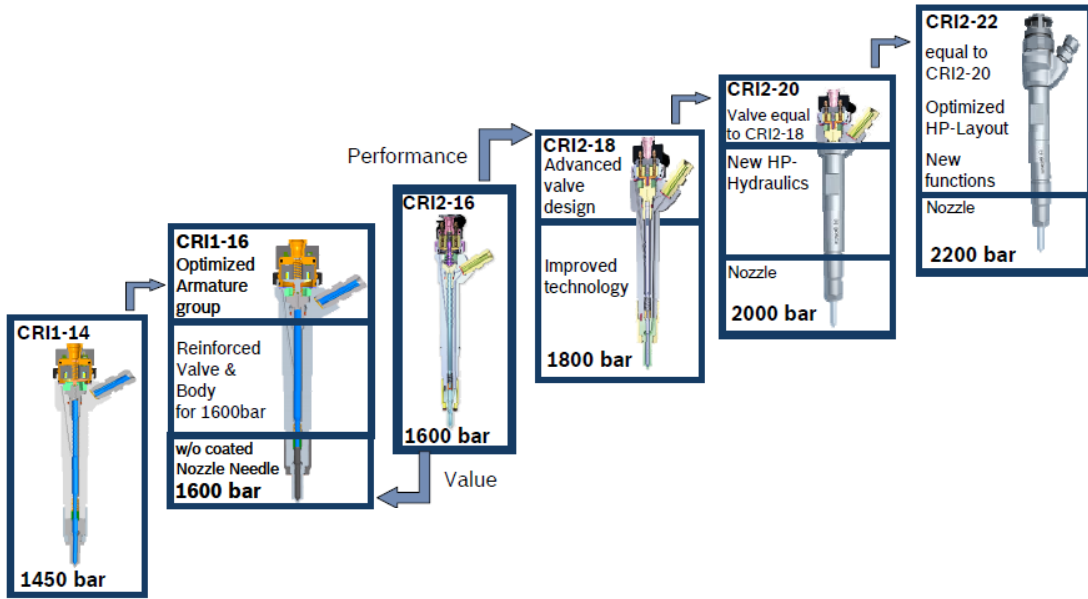 CRI1-14
1450 bar
CRI1-16
Optimized
Armature
group
Reinforced
Valve &
Body
for 1600bar
w/o coated
Nozzle Needle
1600 bar
Performance
CRI2-16
1600 bar
Value
CRI2-18
Advanced
valve
design
Improved
technology
1800 bar
CRI2-20
Valve equal
to CRI2-18
New HP-
Hydraulics
Nozzle
2000 bar
CRI2-22
equal to
CRI2-20
Optimized
HP-Layout
New
functions
Nozzle
2200 bar